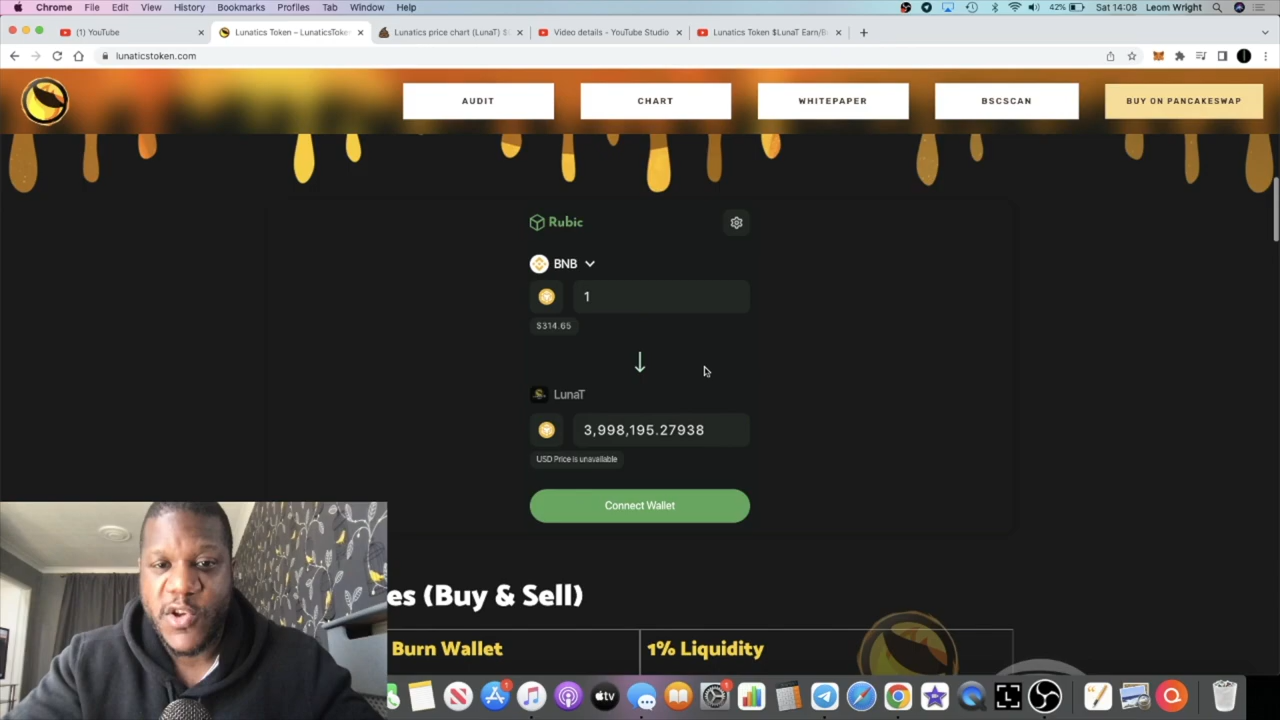 Chrome File Edit View History Bookmarks Profiles Tab Window Help 42% Sat 14:08 Leom Wright
(1) YouTube Lunatics Token – LunaticsToken Lunatics price chart (LunaT) Video details - YouTube Studio Lunatics Token $LunaT Earn/B
lunaticstoken.com
AUDIT CHART WHITEPAPER BSCSCAN BUY ON PANCAKESWAP
Rubic
BNB
1
$314.65
LunaT
3,998,195.27938
USD Price is unavailable
Connect Wallet
es (Buy & Sell)
Burn Wallet 1% Liquidity
tv